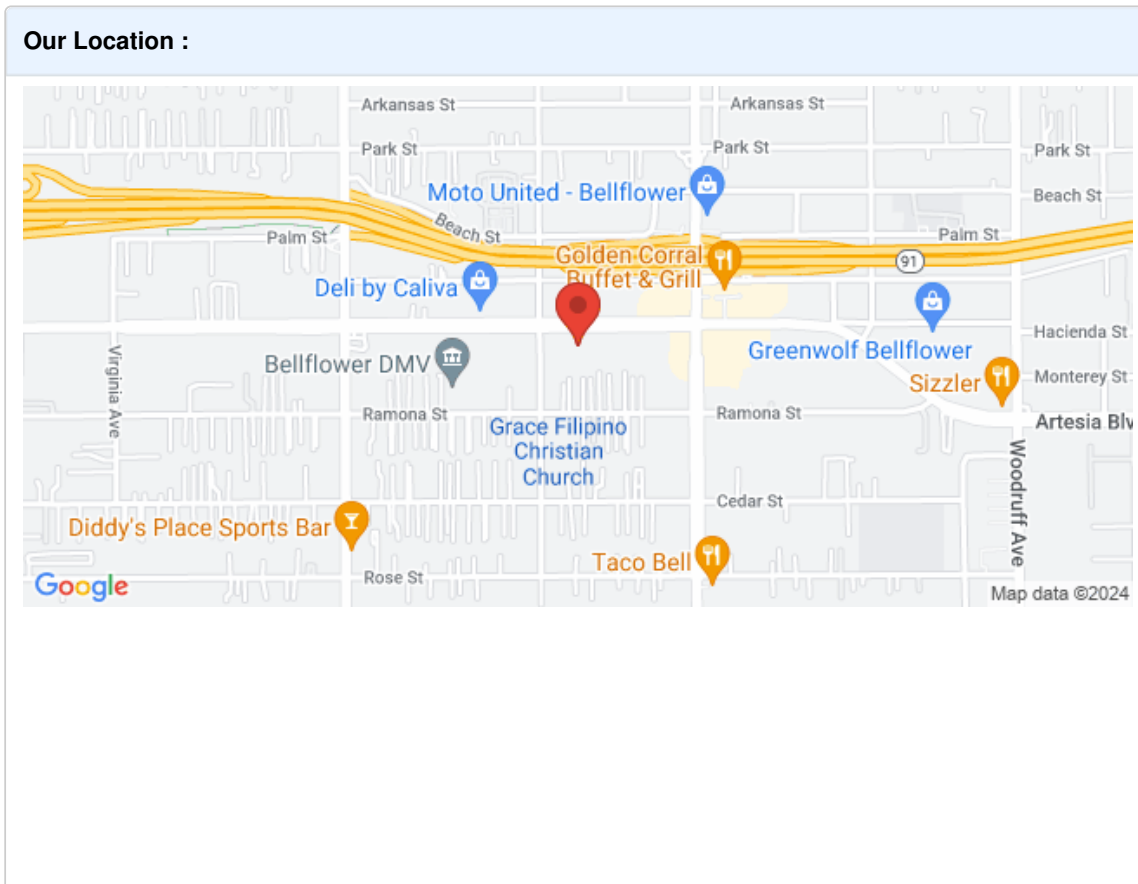 Our Location :
Arkansas St
Arkansas St
Park St
Park St
Park St
Moto United - Bellflower
Beach St
Beach St
Palm St
Palm St
Golden Corral
Buffet & Grill
91
Deli by Caliva
Hacienda St
Greenwolf Bellflower
Bellflower DMV
Virginia Ave
Sizzler
Monterey St
Ramona St
Ramona St
Artesia Blv
Grace Filipino
Christian
Church
Woodruff Ave
Cedar St
Diddy's Place Sports Bar
Taco Bell
Rose St
Google
Map data ©2024